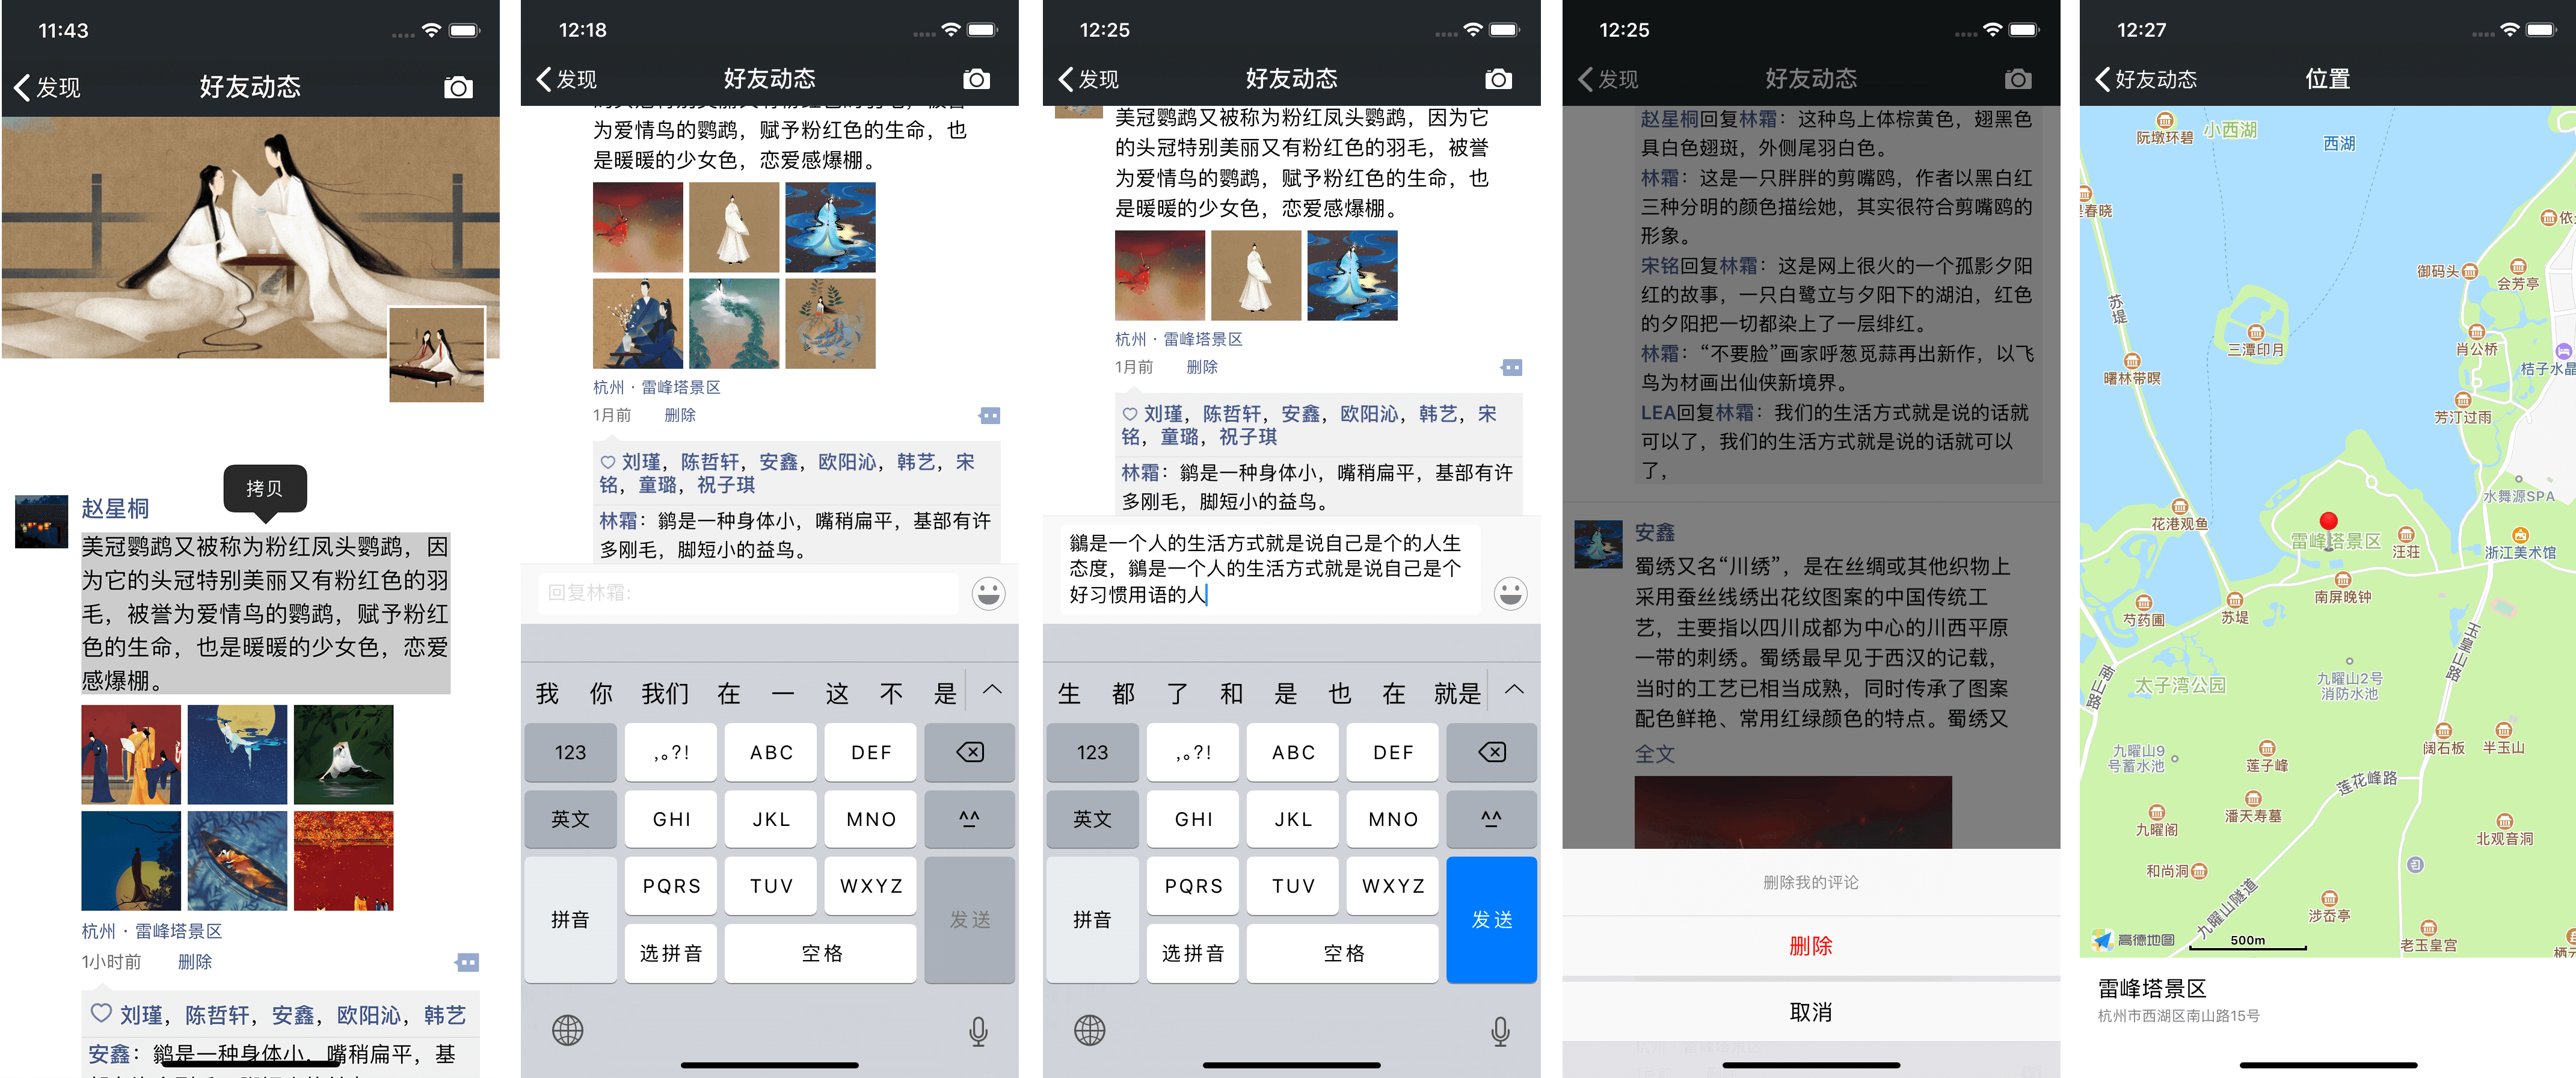 11:43
发现
好友动态
拷贝
赵星桐
美冠鹦鹉又被称为粉红凤头鹦鹉，因
为它的头冠特别美丽又有粉红色的羽
毛，被誉为爱情鸟的鹦鹉，赋予粉红
色的生命，也是暖暖的少女色，恋爱
感爆棚。
杭州 · 雷峰塔景区
1小时前 删除
刘瑾，陈哲轩，安鑫，欧阳沁，韩艺
安鑫：鹟是一种身体小，嘴稍扁平，基
12:18
发现
好友动态
为爱情鸟的鹦鹉，赋予粉红色的生命，也
是暖暖的少女色，恋爱感爆棚。
杭州 · 雷峰塔景区
1月前 删除
刘瑾，陈哲轩，安鑫，欧阳沁，韩艺，宋
铭，童璐，祝子琪
林霜：鹟是一种身体小，嘴稍扁平，基部有许
多刚毛，脚短小的益鸟。
回复林霜:
我 你 我们 在 一 这 不 是
123 ,。?! ABC DEF
英文 GHI JKL MNO ^^
拼音 PQRS TUV WXYZ 发送
选拼音 空格
12:25
发现
好友动态
美冠鹦鹉又被称为粉红凤头鹦鹉，因为它
的头冠特别美丽又有粉红色的羽毛，被誉
为爱情鸟的鹦鹉，赋予粉红色的生命，也
是暖暖的少女色，恋爱感爆棚。
杭州 · 雷峰塔景区
1月前 删除
刘瑾，陈哲轩，安鑫，欧阳沁，韩艺，宋
铭，童璐，祝子琪
林霜：鹟是一种身体小，嘴稍扁平，基部有许
多刚毛，脚短小的益鸟。
是一个人的生活方式就是说自己是个的人生
态度，是一个人的生活方式就是说自己是个
好习惯用语的人
生 都 了 和 是 也 在 就是
123 ,。?! ABC DEF
英文 GHI JKL MNO ^^
拼音 PQRS TUV WXYZ 发送
选拼音 空格
12:25
发现
好友动态
赵星桐回复林霜：这种鸟上体棕黄色，翅黑色
具白色翅斑，外侧尾羽白色。
林霜：这是一只胖胖的剪嘴鸥，作者以黑白红
三种分明的颜色描绘她，其实很符合剪嘴鸥的
形象。
宋铭回复林霜：这是网上很火的一个孤影夕阳
红的故事，一只白鹭立与夕阳下的湖泊，红色
的夕阳把一切都染上了一层绯红。
林霜：“不要脸”画家呼葱觅蒜再出新作，以飞
鸟为材画出仙侠新境界。
LEA回复林霜：我们的生活方式就是说的话就
可以了，我们的生活方式就是说的话就可以
了，
安鑫
蜀绣又名“川绣”，是在丝绸或其他织物上
采用蚕丝线绣出花纹图案的中国传统工
艺，主要指以四川成都为中心的川西平原
一带的刺绣。蜀绣最早见于西汉的记载，
当时的工艺已相当成熟，同时传承了图案
配色鲜艳、常用红绿颜色的特点。蜀绣又
全文
删除我的评论
删除
取消
12:27
好友动态
位置
阮墩环碧
小西湖
西湖
春晓
依
御码头
会芳亭
苏堤
三潭印月
肖公桥
曙林带暝
桔子水晶
芳江过雨
水舞源SPA
花港观鱼
雷峰塔景区
汪庄
浙江美术馆
南屏晚钟
芍药圃
苏堤
玉皇山路
南山路
太子湾公园
九曜山2号
消防水池
九曜山9
号蓄水池
阔石板
半玉山
莲子峰
莲花峰路
九曜阁
潘天寿墓
北观音洞
和尚洞
九曜山隧道
涉岙亭
老玉皇宫
栖
高德地图
500m
雷峰塔景区
杭州市西湖区南山路15号